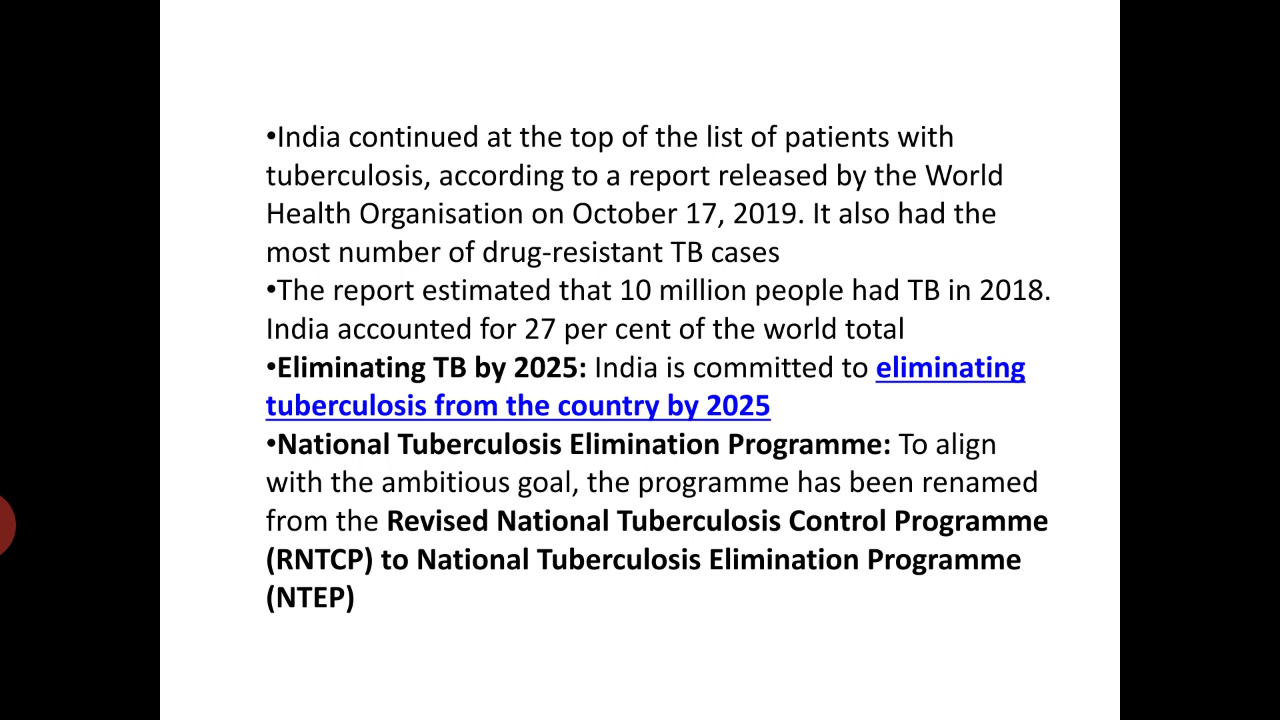 •India continued at the top of the list of patients with
tuberculosis, according to a report released by the World
Health Organisation on October 17, 2019. It also had the
most number of drug-resistant TB cases
•The report estimated that 10 million people had TB in 2018.
India accounted for 27 per cent of the world total
•Eliminating TB by 2025: India is committed to eliminating
tuberculosis from the country by 2025
•National Tuberculosis Elimination Programme: To align
with the ambitious goal, the programme has been renamed
from the Revised National Tuberculosis Control Programme
(RNTCP) to National Tuberculosis Elimination Programme
(NTEP)